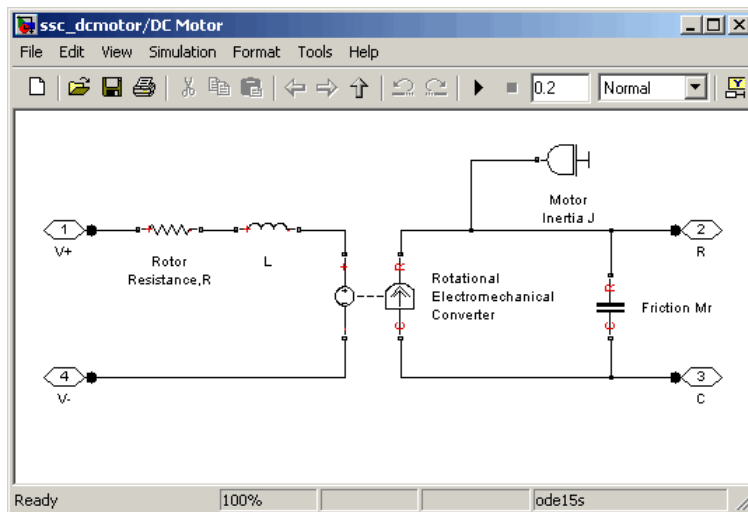 ssc_dcmotor/DC Motor
File Edit View Simulation Format Tools Help
0.2 Normal
Motor
Inertia J
1
V+
Rotor
Resistance,R
L
2
R
+
R
Rotational
Electromechanical
Converter
R
Friction Mr
C
C
4
V-
3
C
Ready 100% ode15s